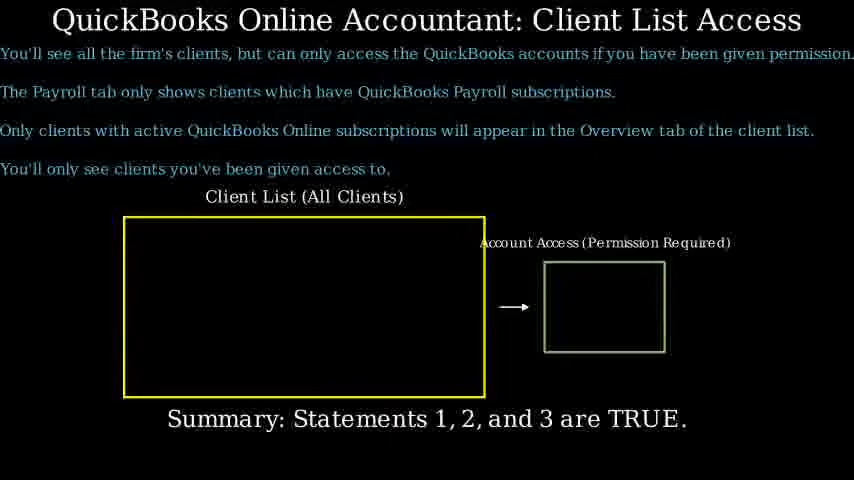 QuickBooks Online Accountant: Client List Access
You'll see all the firm's clients, but can only access the QuickBooks accounts if you have been given permission.
The Payroll tab only shows clients which have QuickBooks Payroll subscriptions.
Only clients with active QuickBooks Online subscriptions will appear in the Overview tab of the client list.
You'll only see clients you've been given access to.
Client List (All Clients)
Account Access (Permission Required)
Summary: Statements 1, 2, and 3 are TRUE.